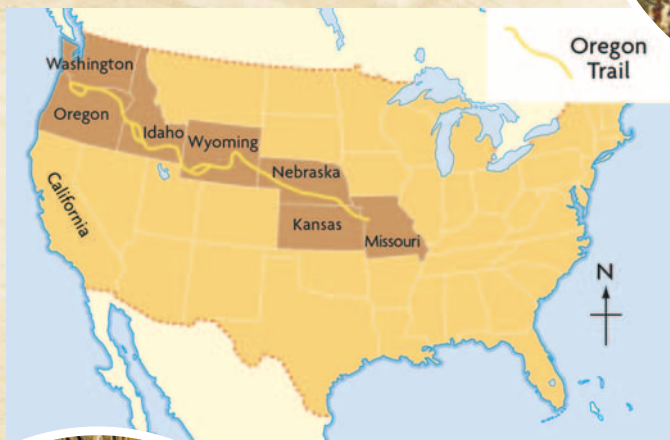 Oregon
Trail
Washington
Oregon
Idaho
Wyoming
Nebraska
California
Kansas
Missouri
N